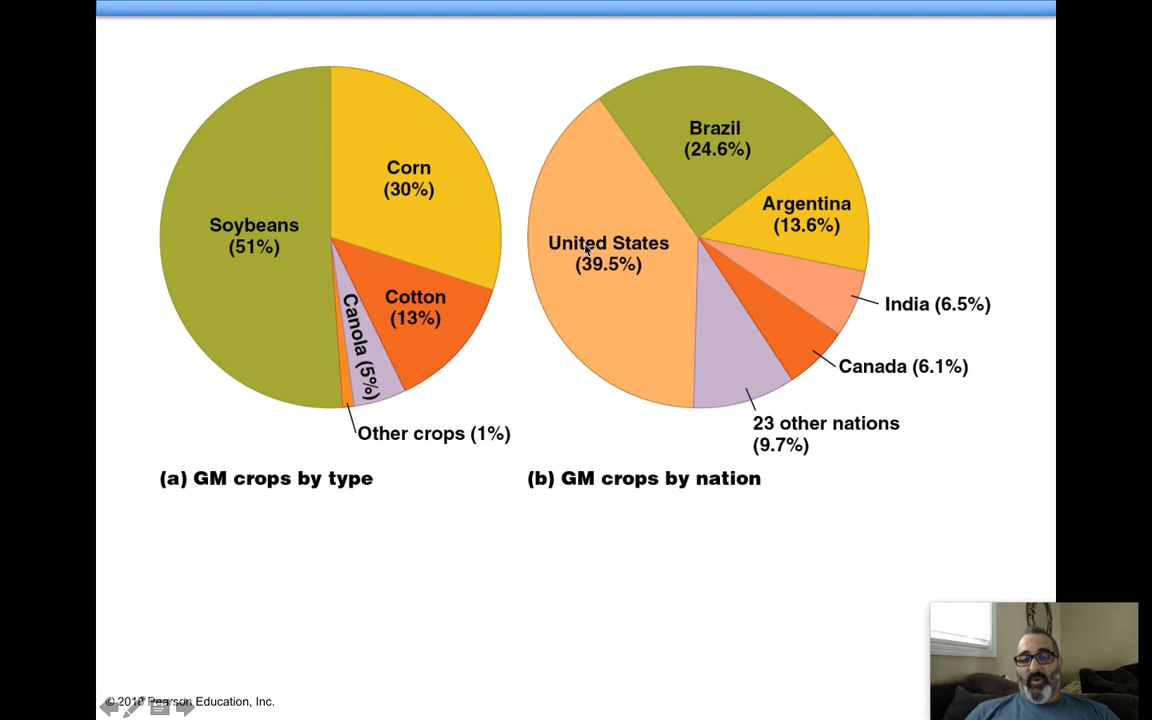 Soybeans
(51%)
Corn
(30%)
Cotton
(13%)
Canola (5%)
Other crops (1%)
(a) GM crops by type
Brazil
(24.6%)
Argentina
(13.6%)
United States
(39.5%)
India (6.5%)
Canada (6.1%)
23 other nations
(9.7%)
(b) GM crops by nation
© 2018 Pearson Education, Inc.